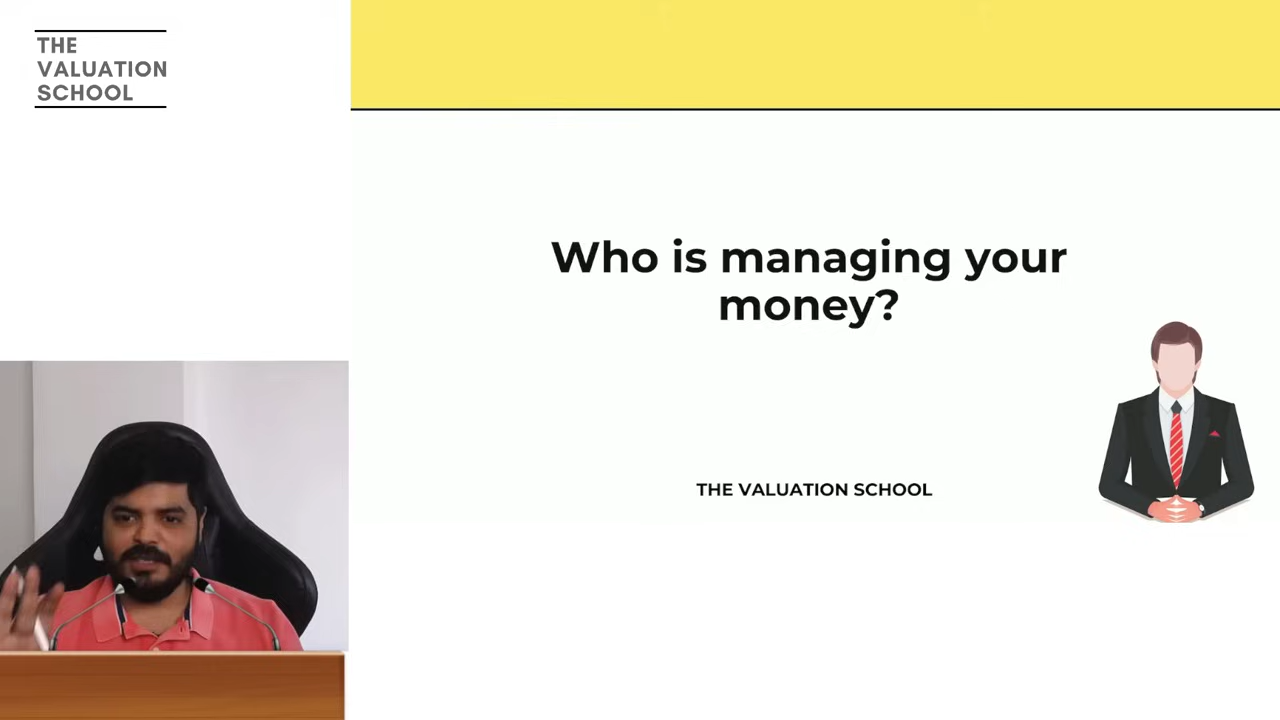 THE
VALUATION
SCHOOL
Who is managing your
money?
THE VALUATION SCHOOL